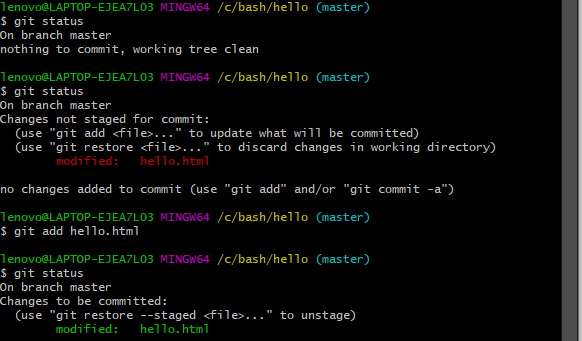 lenovo@LAPTOP-EJEA7LO3 MINGW64 /c/bash/hello (master)
$ git status
On branch master
nothing to commit, working tree clean
lenovo@LAPTOP-EJEA7LO3 MINGW64 /c/bash/hello (master)
$ git status
On branch master
Changes not staged for commit:
  (use "git add <file>..." to update what will be committed)
  (use "git restore <file>..." to discard changes in working directory)
        modified:   hello.html
no changes added to commit (use "git add" and/or "git commit -a")
lenovo@LAPTOP-EJEA7LO3 MINGW64 /c/bash/hello (master)
$ git add hello.html
lenovo@LAPTOP-EJEA7LO3 MINGW64 /c/bash/hello (master)
$ git status
On branch master
Changes to be committed:
  (use "git restore --staged <file>..." to unstage)
        modified:   hello.html